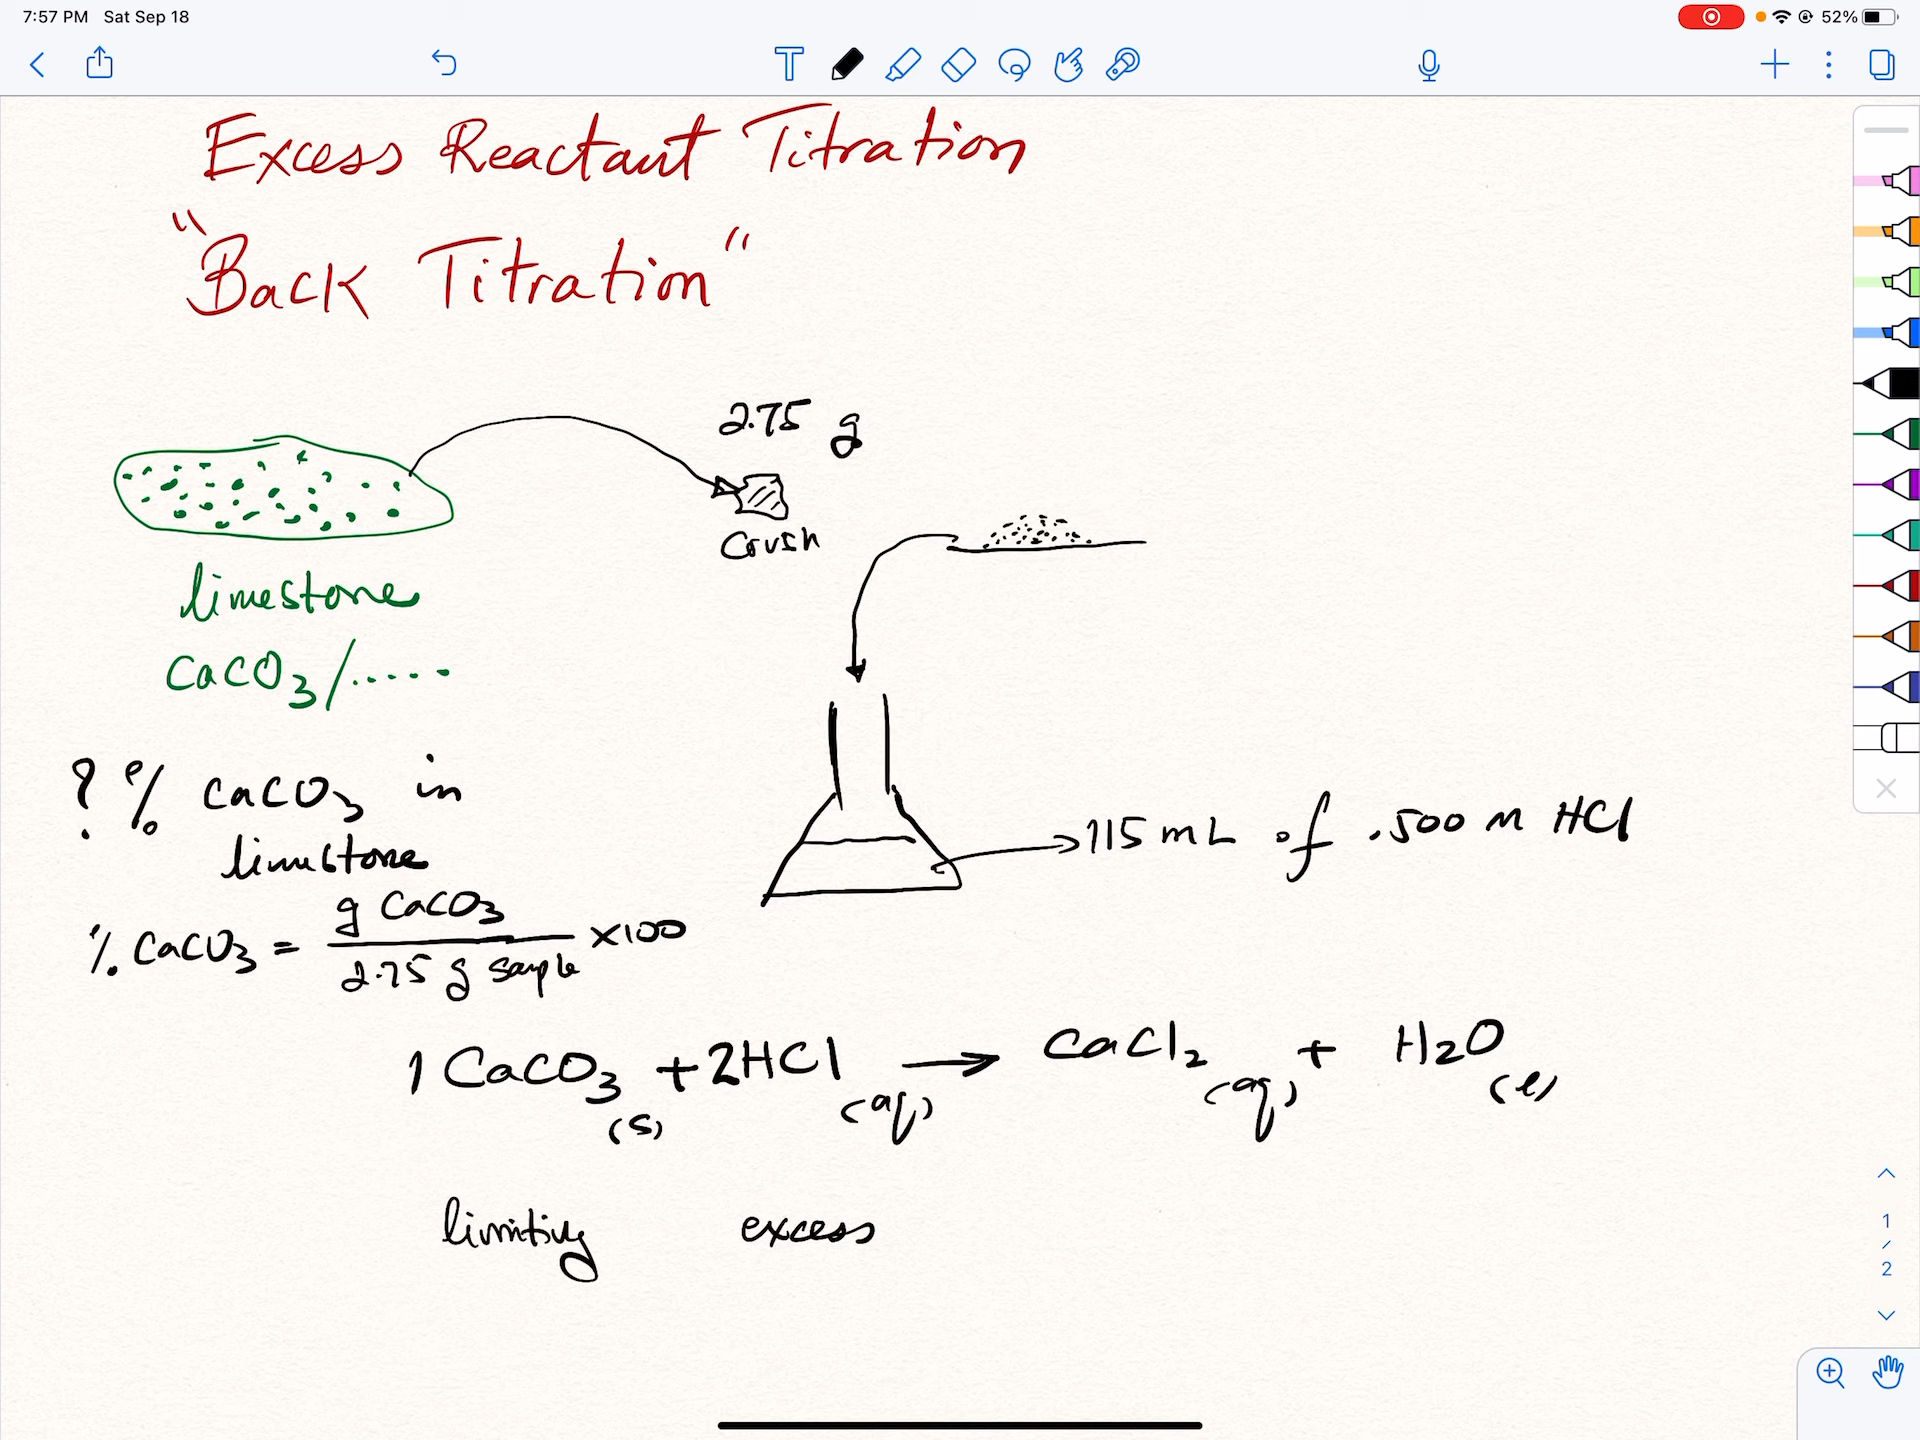 7:57 PM Sat Sep 18
52%
Excess Reactant Titration
"Back Titration"
2.75 g
Crush
limestone
CaCO3/.....
? % CaCO3 in
limestone
115 mL of .500 M HCl
g CaCO3
% CaCO3 = ×100
2.75 g sample
1 CaCO3 (s) + 2HCl (aq) → CaCl2 (aq) + H2O (l)
limiting excess
1
/
2